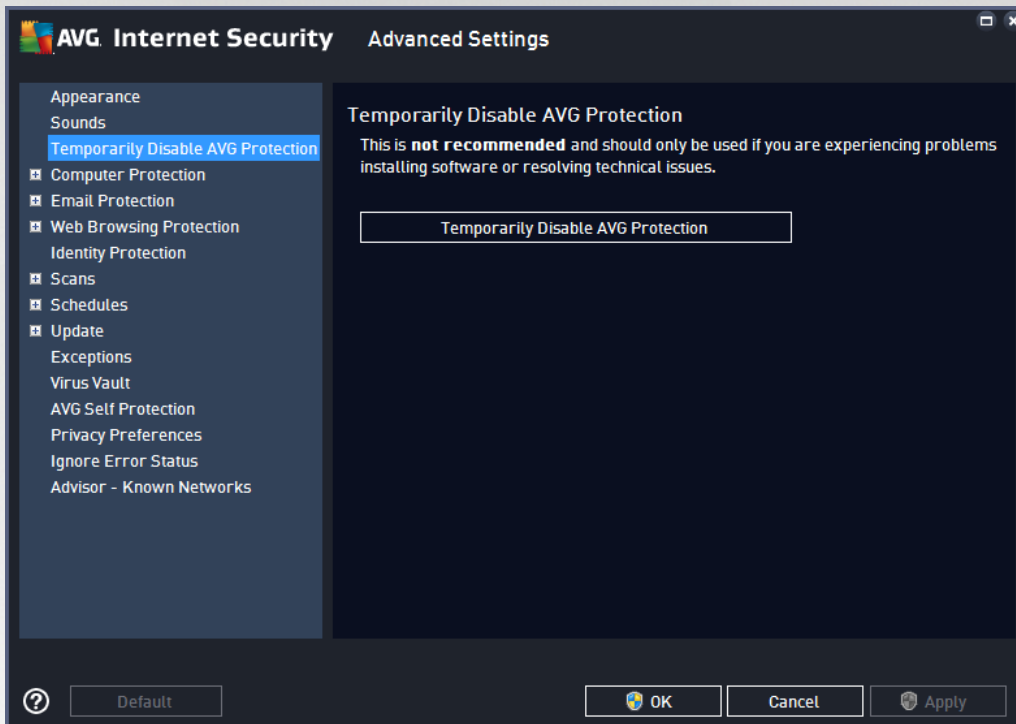 AVG. Internet Security Advanced Settings
Appearance
Sounds
Temporarily Disable AVG Protection
Computer Protection
Email Protection
Web Browsing Protection
Identity Protection
Scans
Schedules
Update
Exceptions
Virus Vault
AVG Self Protection
Privacy Preferences
Ignore Error Status
Advisor - Known Networks
Temporarily Disable AVG Protection
This is not recommended and should only be used if you are experiencing problems
installing software or resolving technical issues.
Temporarily Disable AVG Protection
? Default OK Cancel Apply